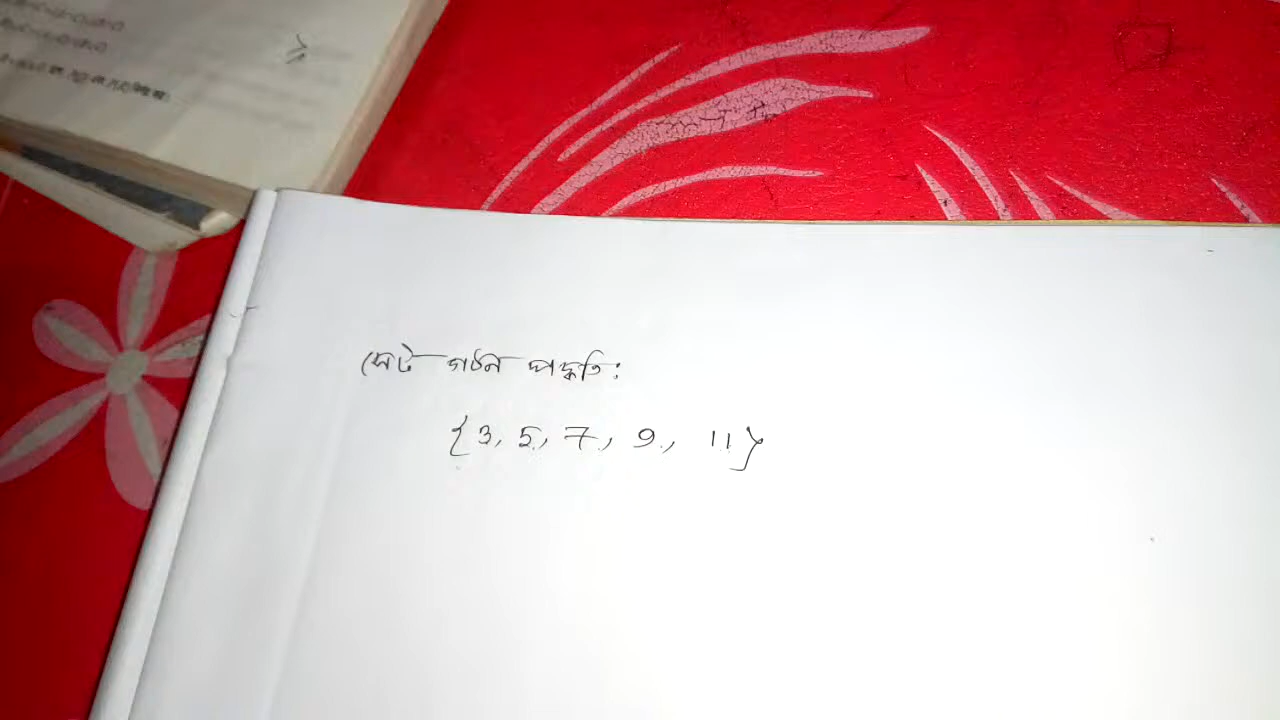 সেট গঠন পদ্ধতি:
{3, 5, 7, 9, 11}